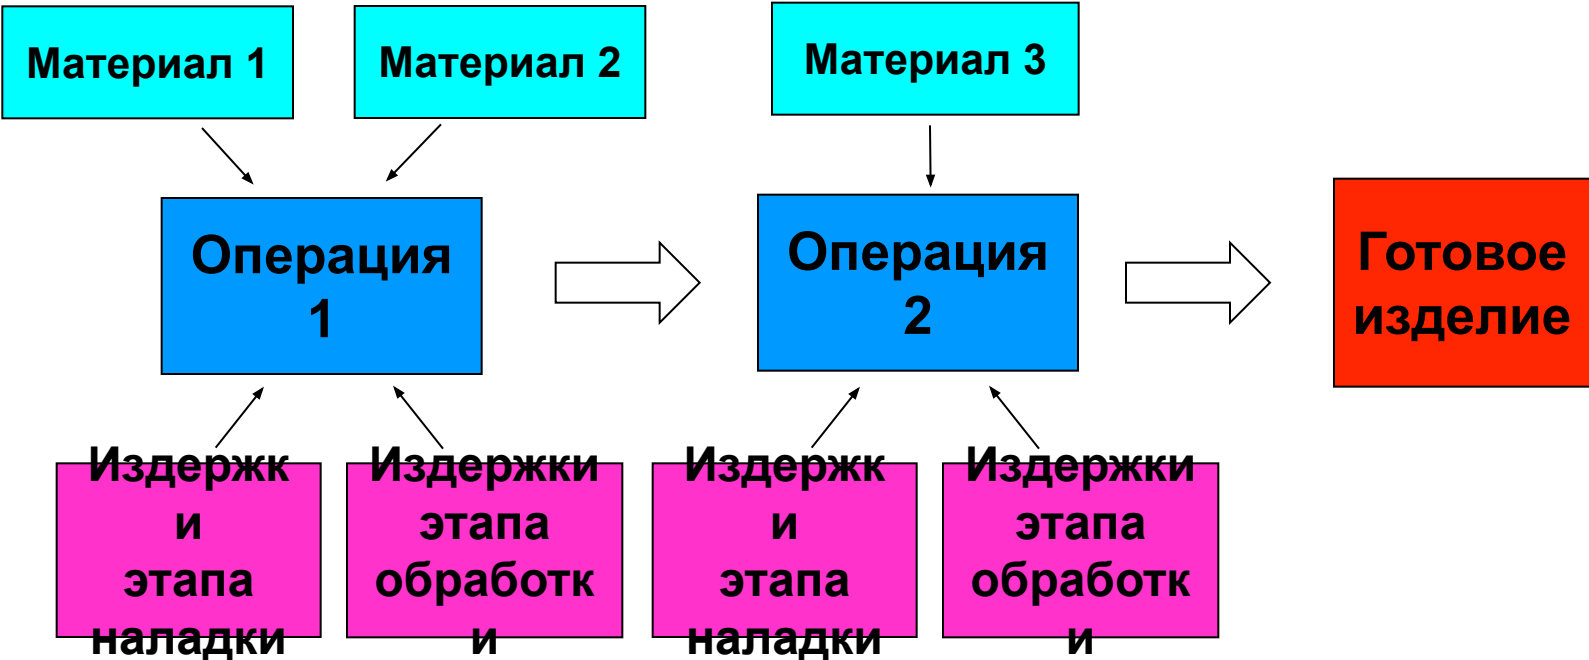 Материал 1
Материал 2
Материал 3
Операция
1
Операция
2
Готовое
изделие
Издержк
и
этапа
наладки
Издержки
этапа
обработк
и
Издержк
и
этапа
наладки
Издержки
этапа
обработк
и